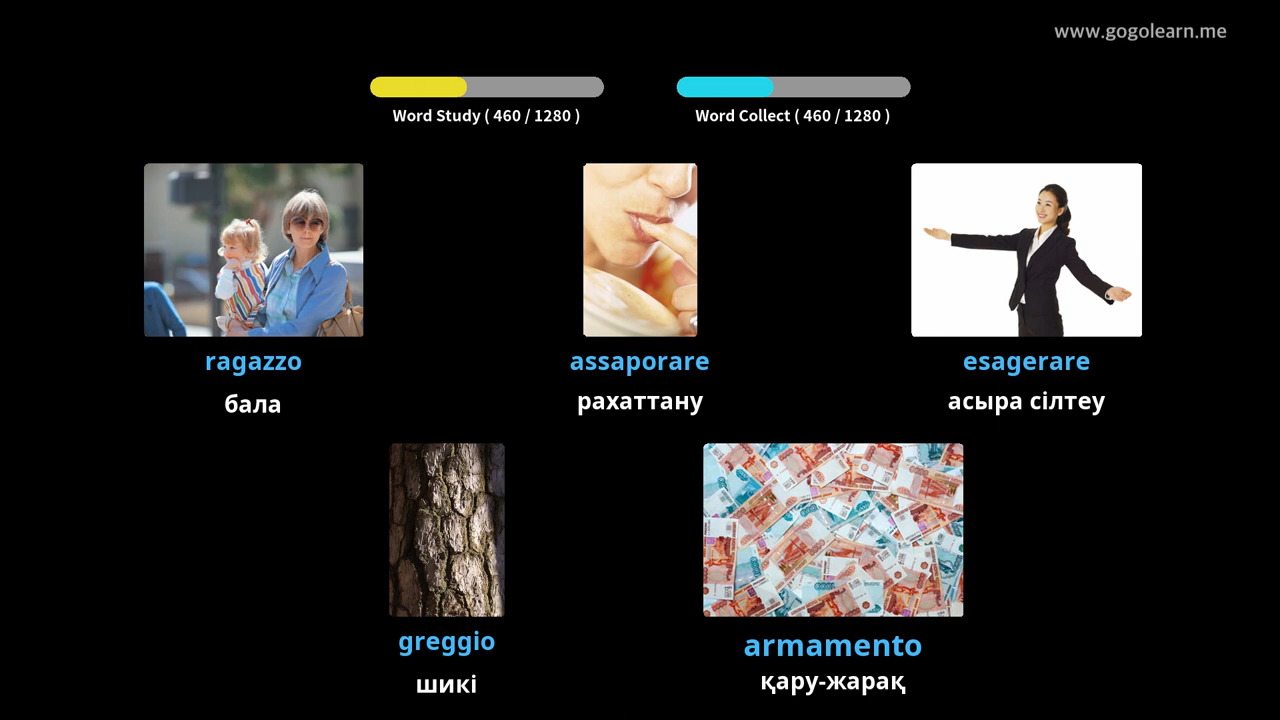 www.gogolearn.me
Word Study ( 460 / 1280 )
Word Collect ( 460 / 1280 )
ragazzo
бала
assaporare
рахаттану
esagerare
асыра сілтеу
greggio
шикі
armamento
қару-жарақ